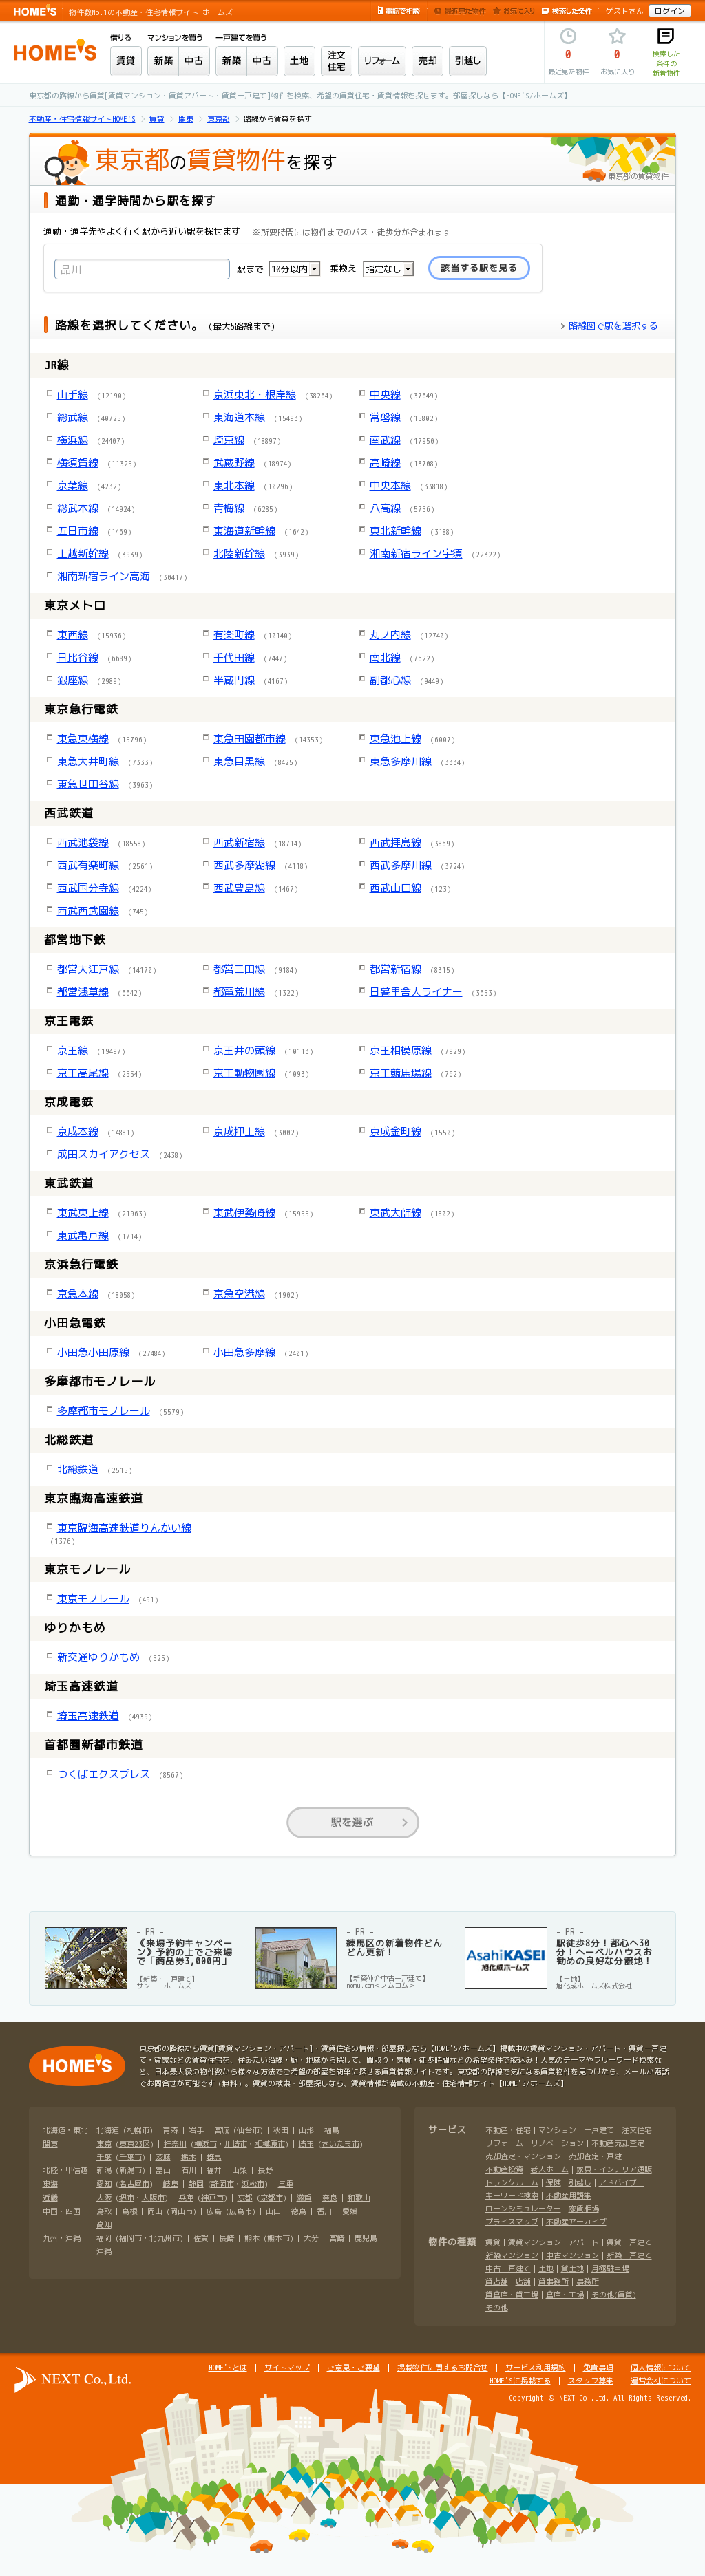 HOME'S 物件数No.1の不動産・住宅情報サイト ホームズ
電話で相談 最近見た物件 お気に入り 検索した条件 ゲストさん ログイン
HOME'S
借りる マンションを買う 一戸建てを買う
賃貸 新築 中古 新築 中古 土地 注文住宅 リフォーム 売却 引越し
0 最近見た物件
0 お気に入り
検索した条件の新着物件
東京都の路線から賃貸[賃貸マンション・賃貸アパート・賃貸一戸建て]物件を検索、希望の賃貸住宅・賃貸情報を探せます。部屋探しなら【HOME'S/ホームズ】
不動産・住宅情報サイトHOME'S > 賃貸 > 関東 > 東京都 > 路線から賃貸を探す
東京都の賃貸物件を探す
東京都の賃貸物件
通勤・通学時間から駅を探す
通勤・通学先やよく行く駅から近い駅を探せます ※所要時間には物件までのバス・徒歩分が含まれます
品川 駅まで 10分以内 乗換え 指定なし 該当する駅を見る
路線を選択してください。（最大5路線まで） 路線図で駅を選択する
JR線
山手線 (12190) 京浜東北・根岸線 (38264) 中央線 (37649)
総武線 (40725) 東海道本線 (15493) 常磐線 (15802)
横浜線 (24407) 埼京線 (18897) 南武線 (17950)
横須賀線 (11325) 武蔵野線 (18974) 高崎線 (13708)
京葉線 (4232) 東北本線 (10296) 中央本線 (33818)
総武本線 (14924) 青梅線 (6285) 八高線 (5756)
五日市線 (1469) 東海道新幹線 (1642) 東北新幹線 (3188)
上越新幹線 (3939) 北陸新幹線 (3939) 湘南新宿ライン宇須 (22322)
湘南新宿ライン高海 (30417)
東京メトロ
東西線 (15936) 有楽町線 (10140) 丸ノ内線 (12740)
日比谷線 (6689) 千代田線 (7447) 南北線 (7622)
銀座線 (2989) 半蔵門線 (4167) 副都心線 (9449)
東京急行電鉄
東急東横線 (15796) 東急田園都市線 (14353) 東急池上線 (6007)
東急大井町線 (7333) 東急目黒線 (8425) 東急多摩川線 (3334)
東急世田谷線 (3963)
西武鉄道
西武池袋線 (18558) 西武新宿線 (18714) 西武拝島線 (3869)
西武有楽町線 (2561) 西武多摩湖線 (4118) 西武多摩川線 (3724)
西武国分寺線 (4224) 西武豊島線 (1467) 西武山口線 (123)
西武西武園線 (745)
都営地下鉄
都営大江戸線 (14170) 都営三田線 (9184) 都営新宿線 (8315)
都営浅草線 (6642) 都電荒川線 (1322) 日暮里舎人ライナー (3653)
京王電鉄
京王線 (19497) 京王井の頭線 (10113) 京王相模原線 (7929)
京王高尾線 (2554) 京王動物園線 (1093) 京王競馬場線 (762)
京成電鉄
京成本線 (14881) 京成押上線 (3002) 京成金町線 (1550)
成田スカイアクセス (2438)
東武鉄道
東武東上線 (21963) 東武伊勢崎線 (15955) 東武大師線 (1802)
東武亀戸線 (1714)
京浜急行電鉄
京急本線 (18058) 京急空港線 (1902)
小田急電鉄
小田急小田原線 (27484) 小田急多摩線 (2401)
多摩都市モノレール
多摩都市モノレール (5579)
北総鉄道
北総鉄道 (2515)
東京臨海高速鉄道
東京臨海高速鉄道りんかい線
(1376)
東京モノレール
東京モノレール (491)
ゆりかもめ
新交通ゆりかもめ (525)
埼玉高速鉄道
埼玉高速鉄道 (4939)
首都圏新都市鉄道
つくばエクスプレス (8567)
駅を選ぶ
- PR -
《来場予約キャンペーン》予約の上でご来場で「商品券3,000円」
【新築・一戸建て】
サンヨーホームズ
- PR -
練馬区の新着物件どんどん更新！
【新築仲介中古一戸建て】
nomu.com<ノムコム>
AsahiKASEI
旭化成ホームズ
- PR -
駅徒歩8分！都心へ30分！ヘーベルハウスお勧めの良好な分譲地！
【土地】
旭化成ホームズ株式会社
HOME'S
東京都の路線から賃貸[賃貸マンション・アパート]・賃貸住宅の情報・部屋探しなら【HOME'S/ホームズ】掲載中の賃貸マンション・アパート・賃貸一戸建て・貸家などの賃貸住宅を、住みたい沿線・駅・地域から探して、間取り・家賃・徒歩時間などの希望条件で絞込み！人気のテーマやフリーワード検索など、日本最大級の物件数から様々な方法でご希望の部屋を簡単に探せる賃貸情報サイトです。東京都の路線で気になる賃貸物件を見つけたら、メールか電話でお問合せが可能です（無料）。賃貸の検索・部屋探しなら、賃貸情報が満載の不動産・住宅情報サイト【HOME'S/ホームズ】
北海道・東北 北海道 (札幌市) | 青森 | 岩手 | 宮城 (仙台市) | 秋田 | 山形 | 福島
関東 東京 (東京23区) | 神奈川 (横浜市・川崎市・相模原市) | 埼玉 (さいたま市)
千葉 (千葉市) | 茨城 | 栃木 | 群馬
北陸・甲信越 新潟 (新潟市) | 富山 | 石川 | 福井 | 山梨 | 長野
東海 愛知 (名古屋市) | 岐阜 | 静岡 (静岡市・浜松市) | 三重
近畿 大阪 (堺市・大阪市) | 兵庫 (神戸市) | 京都 (京都市) | 滋賀 | 奈良 | 和歌山
中国・四国 鳥取 | 島根 | 岡山 (岡山市) | 広島 (広島市) | 山口 | 徳島 | 香川 | 愛媛
高知
九州・沖縄 福岡 (福岡市・北九州市) | 佐賀 | 長崎 | 熊本 (熊本市) | 大分 | 宮崎 | 鹿児島
沖縄
サービス 不動産・住宅 | マンション | 一戸建て | 注文住宅
リフォーム | リノベーション | 不動産売却査定
売却査定・マンション | 売却査定・戸建
不動産投資 | 老人ホーム | 家具・インテリア通販
トランクルーム | 保険 | 引越し | アドバイザー
キーワード検索 | 不動産用語集
ローンシミュレーター | 家賃相場
プライスマップ | 不動産アーカイブ
物件の種類 賃貸 | 賃貸マンション | アパート | 賃貸一戸建て
新築マンション | 中古マンション | 新築一戸建て
中古一戸建て | 土地 | 貸土地 | 月極駐車場
貸店舗 | 店舗 | 貸事務所 | 事務所
貸倉庫・貸工場 | 倉庫・工場 | その他(賃貸)
その他
NEXT Co.,Ltd.
HOME'Sとは | サイトマップ | ご意見・ご要望 | 掲載物件に関するお問合せ | サービス利用規約 | 免責事項 | 個人情報について
HOME'Sに掲載する | スタッフ募集 | 運営会社について
Copyright © NEXT Co.,Ltd. All Rights Reserved.